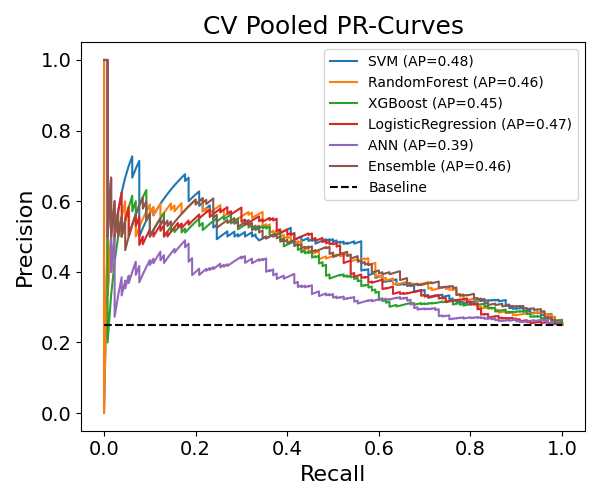 CV Pooled PR-Curves
SVM (AP=0.48)
RandomForest (AP=0.46)
XGBoost (AP=0.45)
LogisticRegression (AP=0.47)
ANN (AP=0.39)
Ensemble (AP=0.46)
Baseline
Precision
1.0
0.8
0.6
0.4
0.2
0.0
0.0 0.2 0.4 0.6 0.8 1.0
Recall